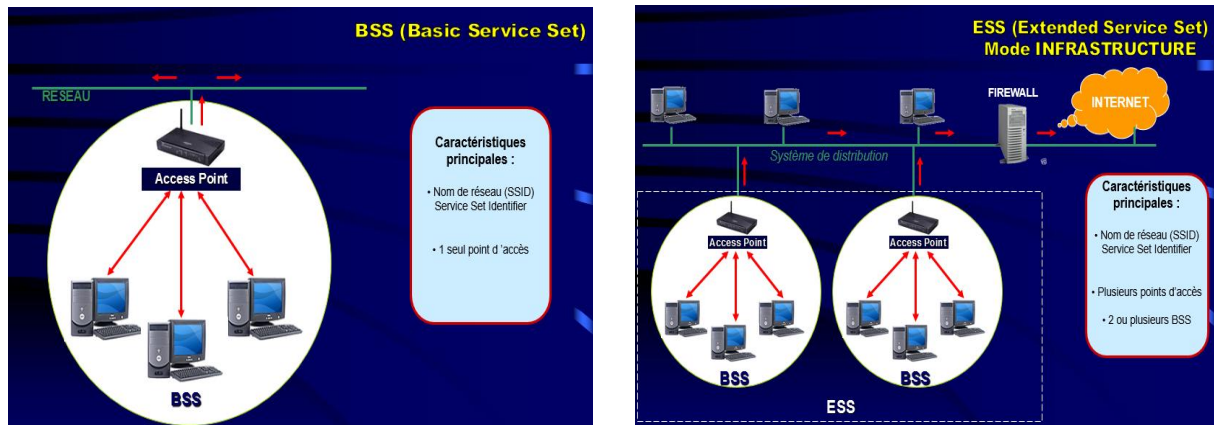 BSS (Basic Service Set)
RESEAU
Access Point
BSS
Caractéristiques
principales :
• Nom de réseau (SSID)
Service Set Identifier
• 1 seul point d 'accès
ESS (Extended Service Set)
Mode INFRASTRUCTURE
FIREWALL
INTERNET
Système de distribution
Access Point
Access Point
BSS
BSS
ESS
Caractéristiques
principales :
• Nom de réseau (SSID)
Service Set Identifier
• Plusieurs points d'accès
• 2 ou plusieurs BSS